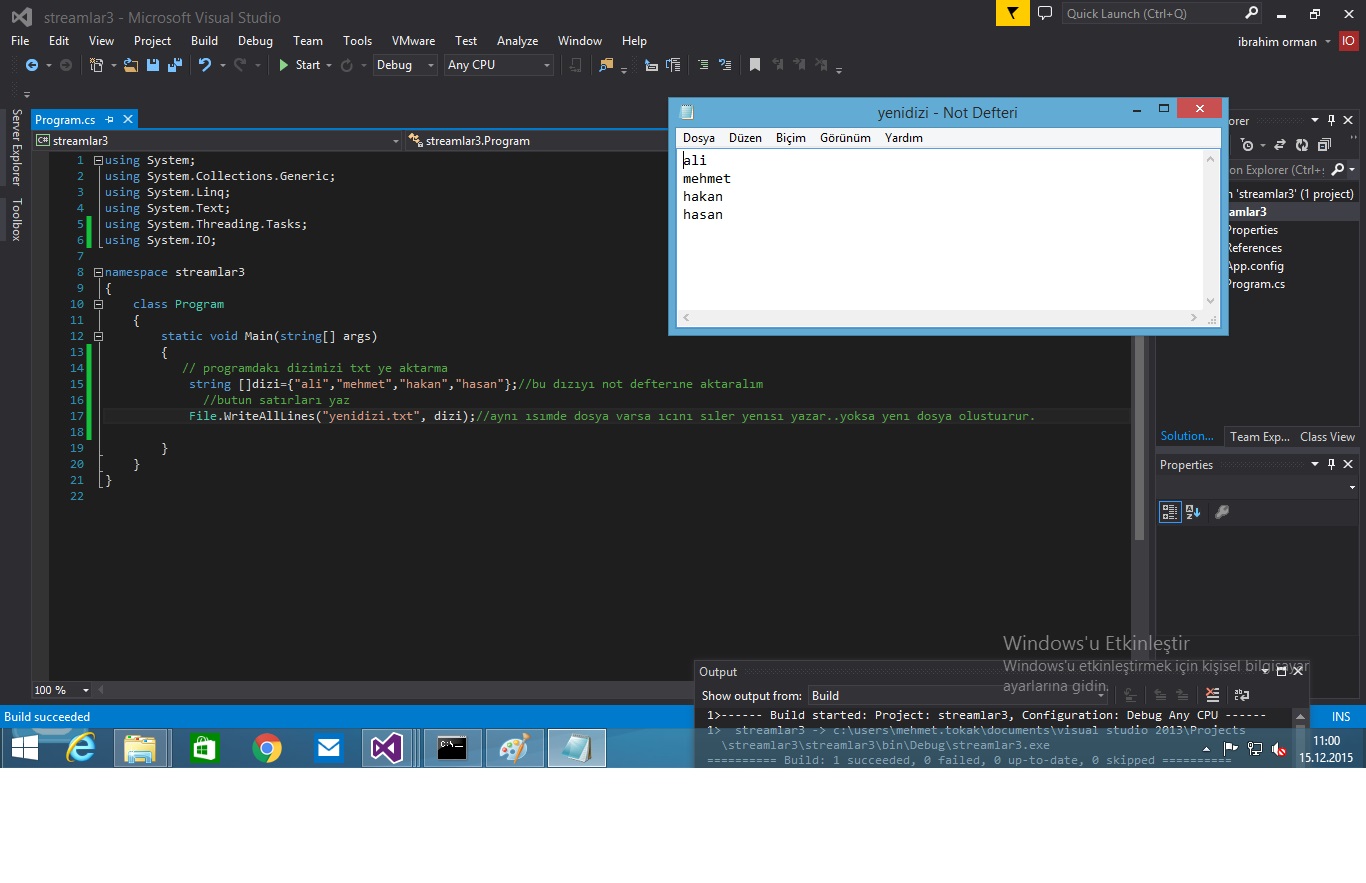 streamlar3 - Microsoft Visual Studio
Quick Launch (Ctrl+Q)
File Edit View Project Build Debug Team Tools VMware Test Analyze Window Help
ibrahim orman IO
Start Debug Any CPU
Server Explorer
Toolbox
Program.cs
C# streamlar3
streamlar3.Program
1 using System;
2 using System.Collections.Generic;
3 using System.Linq;
4 using System.Text;
5 using System.Threading.Tasks;
6 using System.IO;
7
8 namespace streamlar3
9 {
10 class Program
11 {
12 static void Main(string[] args)
13 {
14 // programdakı dizimizi txt ye aktarma
15 string []dizi={"ali","mehmet","hakan","hasan"};//bu dızıyı not defterıne aktaralım
16 //butun satırları yaz
17 File.WriteAllLines("yenidizi.txt", dizi);//aynı ısımde dosya varsa ıcını sıler yenısı yazar..yoksa yenı dosya olustuırur.
18
19 }
20 }
21 }
22
yenidizi - Not Defteri
Dosya Düzen Biçim Görünüm Yardım
ali
mehmet
hakan
hasan
orer
on Explorer (Ctrl+ş
n 'streamlar3' (1 project)
amlar3
Properties
References
App.config
Program.cs
Solution... Team Exp... Class View
Properties
Windows'u Etkinleştir
Windows'u etkinleştirmek için kişisel bilgisayar
ayarlarına gidin.
100 %
Output
Show output from: Build
1>------ Build started: Project: streamlar3, Configuration: Debug Any CPU ------
1> streamlar3 -> c:\users\mehmet.tokak\documents\visual studio 2013\Projects
\streamlar3\streamlar3\bin\Debug\streamlar3.exe
========== Build: 1 succeeded, 0 failed, 0 up-to-date, 0 skipped ==========
Build succeeded
INS
11:00
15.12.2015